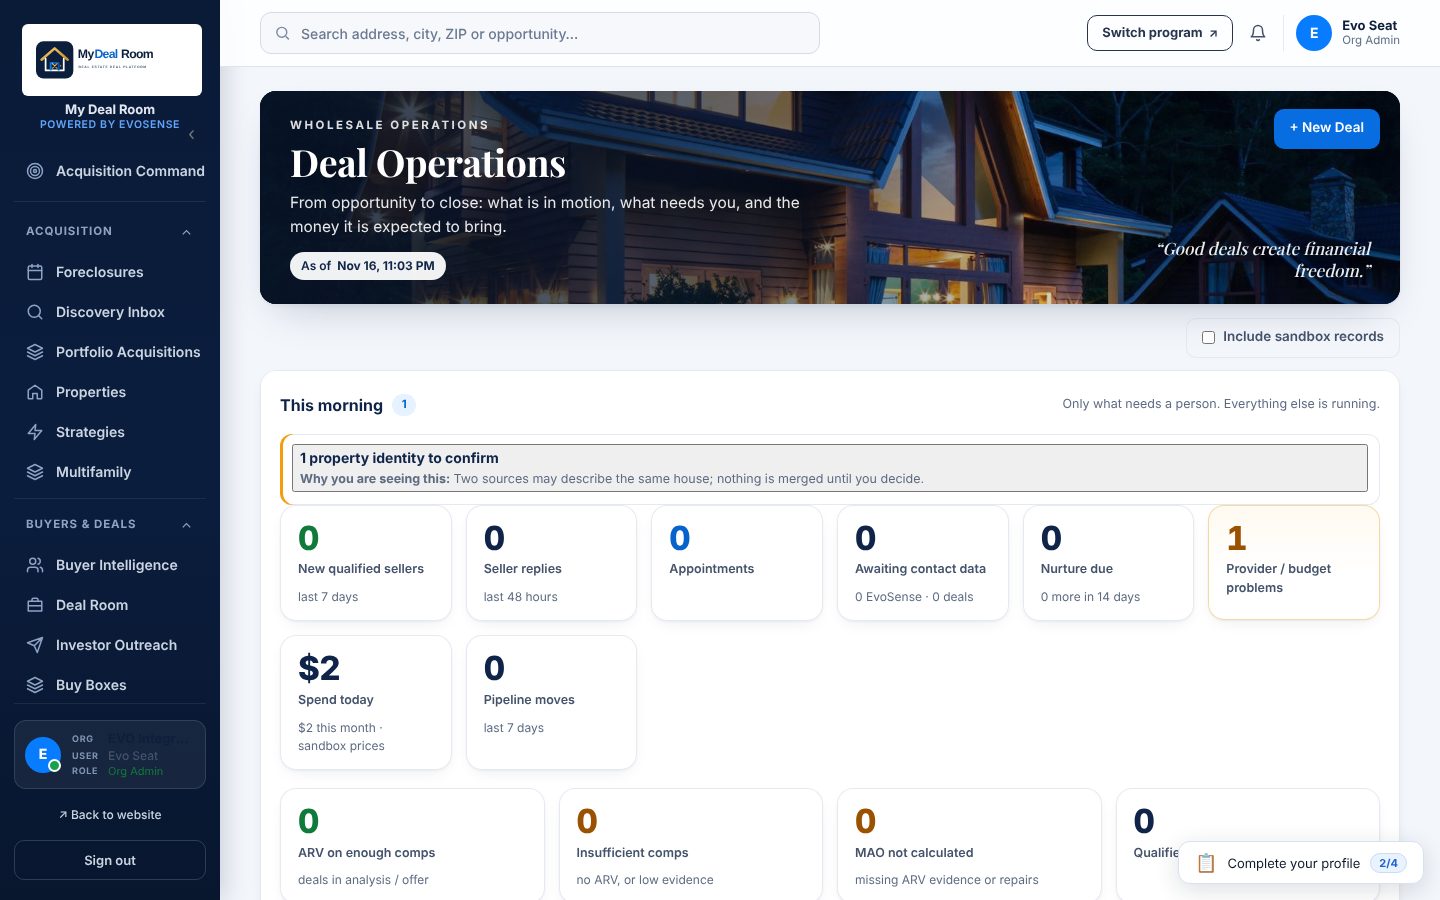 MyDeal Room
REAL ESTATE DEAL PLATFORM
My Deal Room
POWERED BY EVOSENSE
Acquisition Command
ACQUISITION
Foreclosures
Discovery Inbox
Portfolio Acquisitions
Properties
Strategies
Multifamily
BUYERS & DEALS
Buyer Intelligence
Deal Room
Investor Outreach
Buy Boxes
E
ORG EVO Integr...
USER Evo Seat
ROLE Org Admin
↗ Back to website
Sign out
Search address, city, ZIP or opportunity...
Switch program ↗
E
Evo Seat
Org Admin
WHOLESALE OPERATIONS
Deal Operations
From opportunity to close: what is in motion, what needs you, and the
money it is expected to bring.
As of Nov 16, 11:03 PM
+ New Deal
“Good deals create financial
freedom.”
Include sandbox records
This morning 1
Only what needs a person. Everything else is running.
1 property identity to confirm
Why you are seeing this: Two sources may describe the same house; nothing is merged until you decide.
0
New qualified sellers
last 7 days
0
Seller replies
last 48 hours
0
Appointments
0
Awaiting contact data
0 EvoSense · 0 deals
0
Nurture due
0 more in 14 days
1
Provider / budget
problems
$2
Spend today
$2 this month ·
sandbox prices
0
Pipeline moves
last 7 days
0
ARV on enough comps
deals in analysis / offer
0
Insufficient comps
no ARV, or low evidence
0
MAO not calculated
missing ARV evidence or repairs
0
Qualifie
Complete your profile 2/4